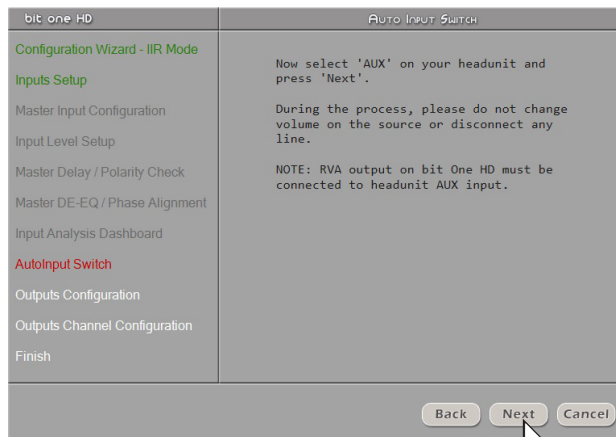 bit one HD
Auto Input Switch
Configuration Wizard - IIR Mode
Inputs Setup
Master Input Configuration
Input Level Setup
Master Delay / Polarity Check
Master DE-EQ / Phase Alignment
Input Analysis Dashboard
AutoInput Switch
Outputs Configuration
Outputs Channel Configuration
Finish
Now select 'AUX' on your headunit and
press 'Next'.
During the process, please do not change
volume on the source or disconnect any
line.
NOTE: RVA output on bit One HD must be
connected to headunit AUX input.
Back
Next
Cancel